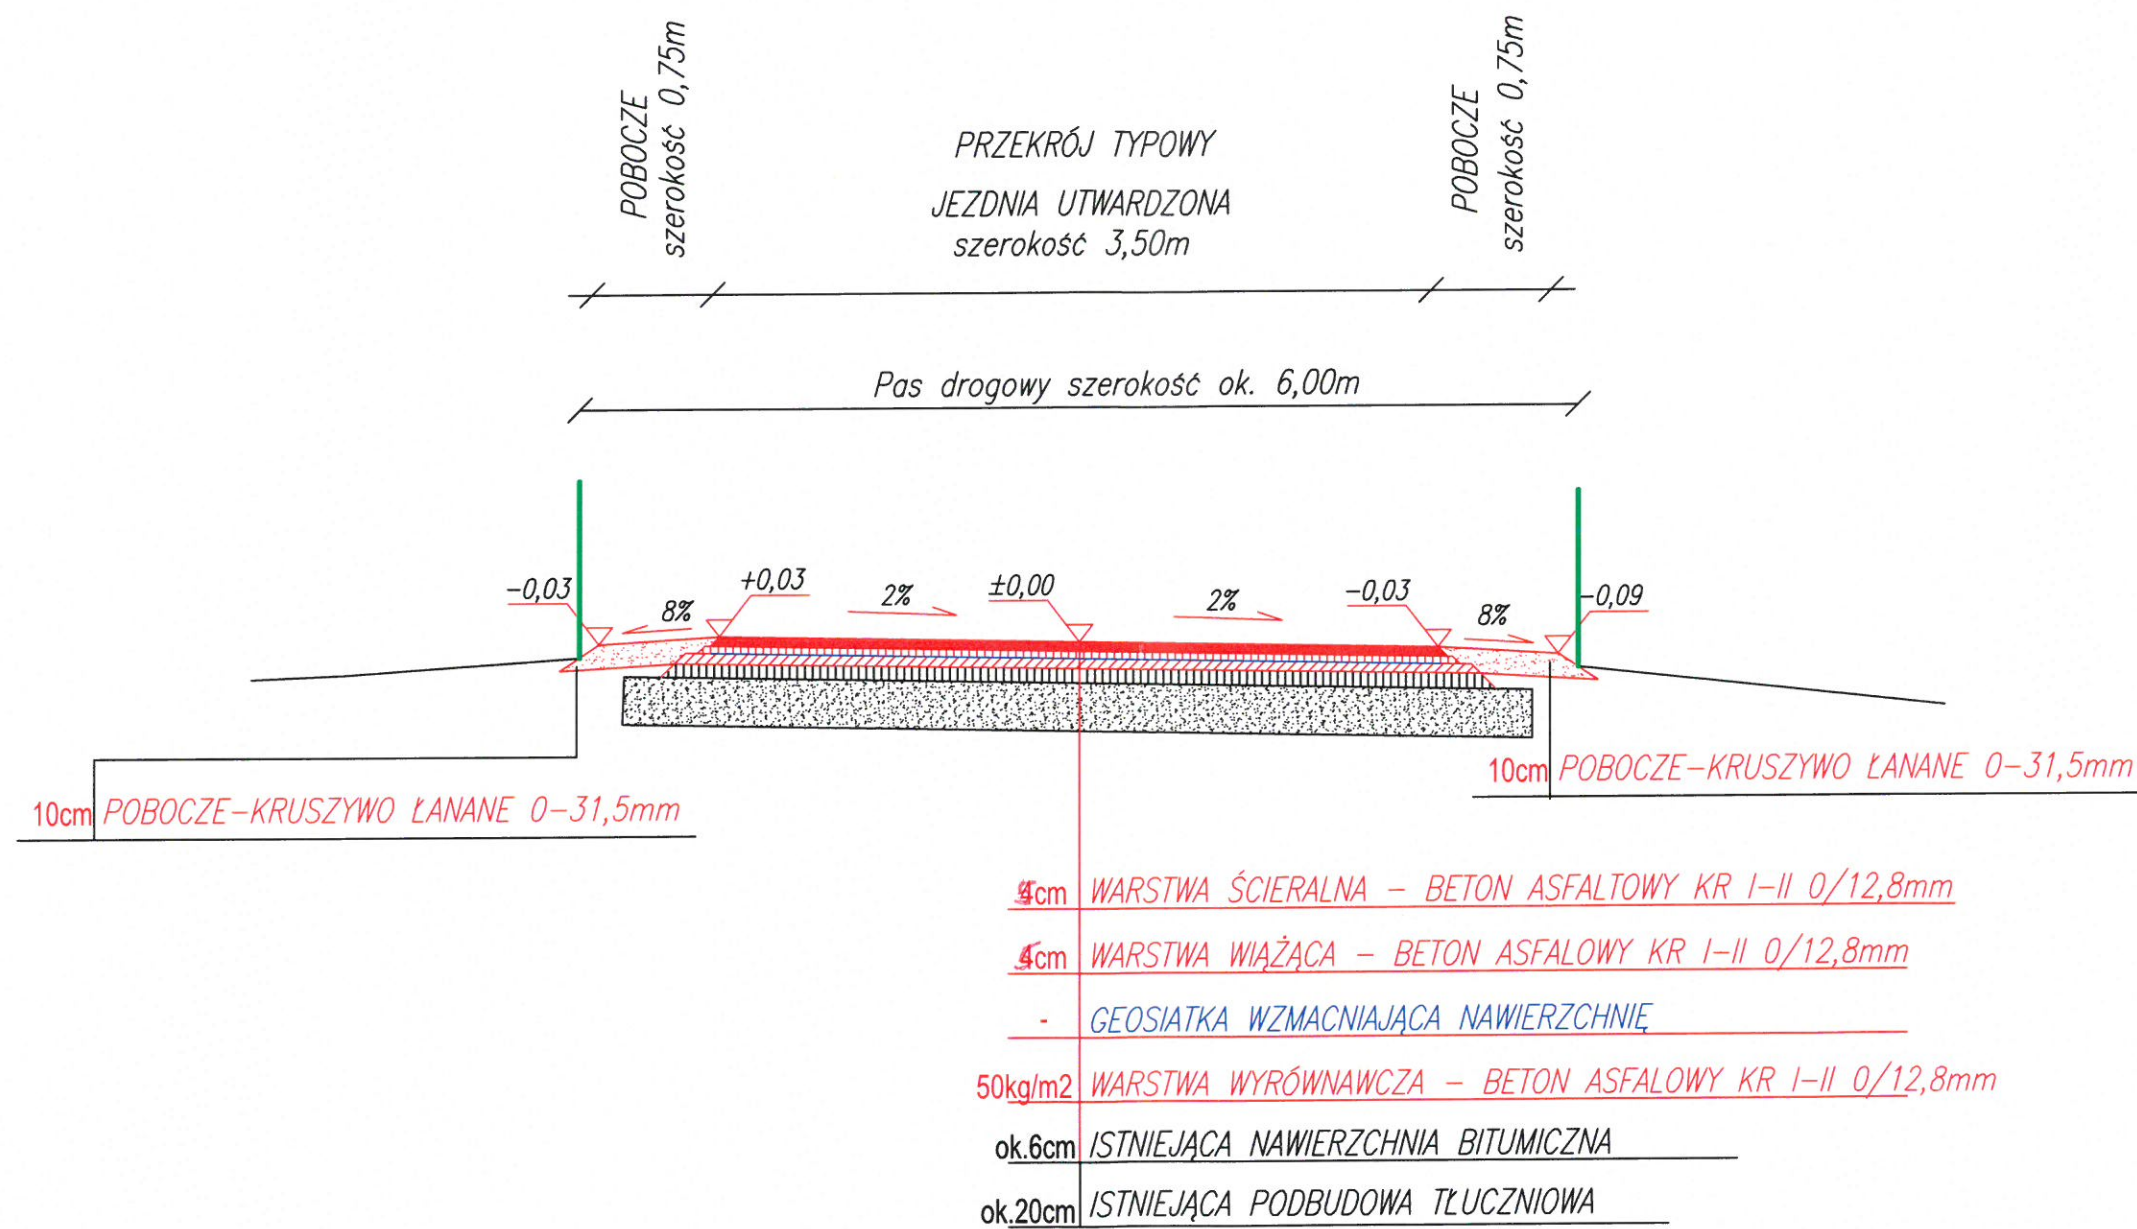 POBOCZE
szerokość 0,75m
PRZEKRÓJ TYPOWY
JEZDNIA UTWARDZONA
szerokość 3,50m
POBOCZE
szerokość 0,75m
Pas drogowy szerokość ok. 6,00m
-0,03
8%
+0,03
2%
±0,00
2%
-0,03
8%
-0,09
10cm POBOCZE-KRUSZYWO ŁANANE 0-31,5mm
10cm POBOCZE-KRUSZYWO ŁANANE 0-31,5mm
WARSTWA ŚCIERALNA - BETON ASFALTOWY KR I-II 0/12,8mm
WARSTWA WIĄŻĄCA - BETON ASFALOWY KR I-II 0/12,8mm
- GEOSIATKA WZMACNIAJĄCA NAWIERZCHNIĘ
50kg/m2 WARSTWA WYRÓWNAWCZA - BETON ASFALOWY KR I-II 0/12,8mm
ok.6cm ISTNIEJĄCA NAWIERZCHNIA BITUMICZNA
ok.20cm ISTNIEJĄCA PODBUDOWA TŁUCZNIOWA